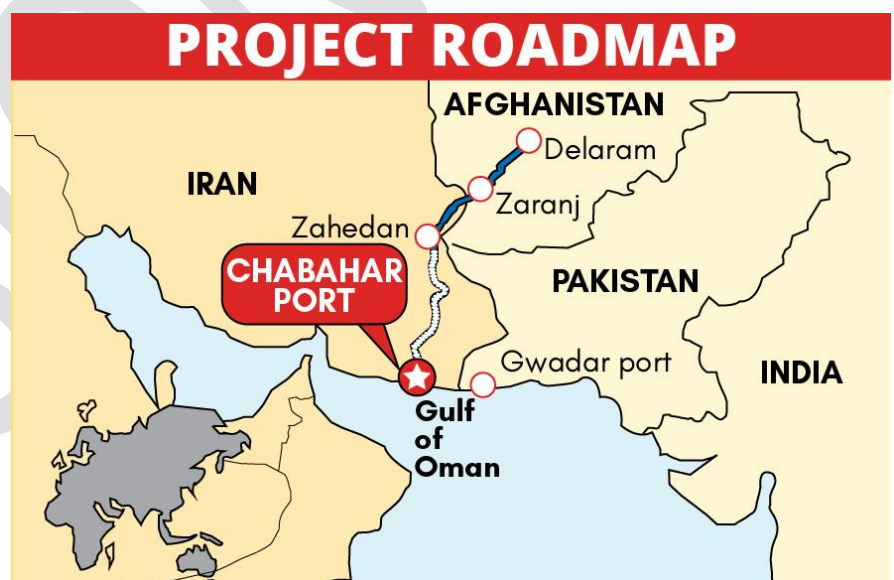 PROJECT ROADMAP
AFGHANISTAN
Delaram
IRAN
Zaranj
Zahedan
CHABAHAR
PORT
PAKISTAN
Gwadar port
INDIA
Gulf
of
Oman